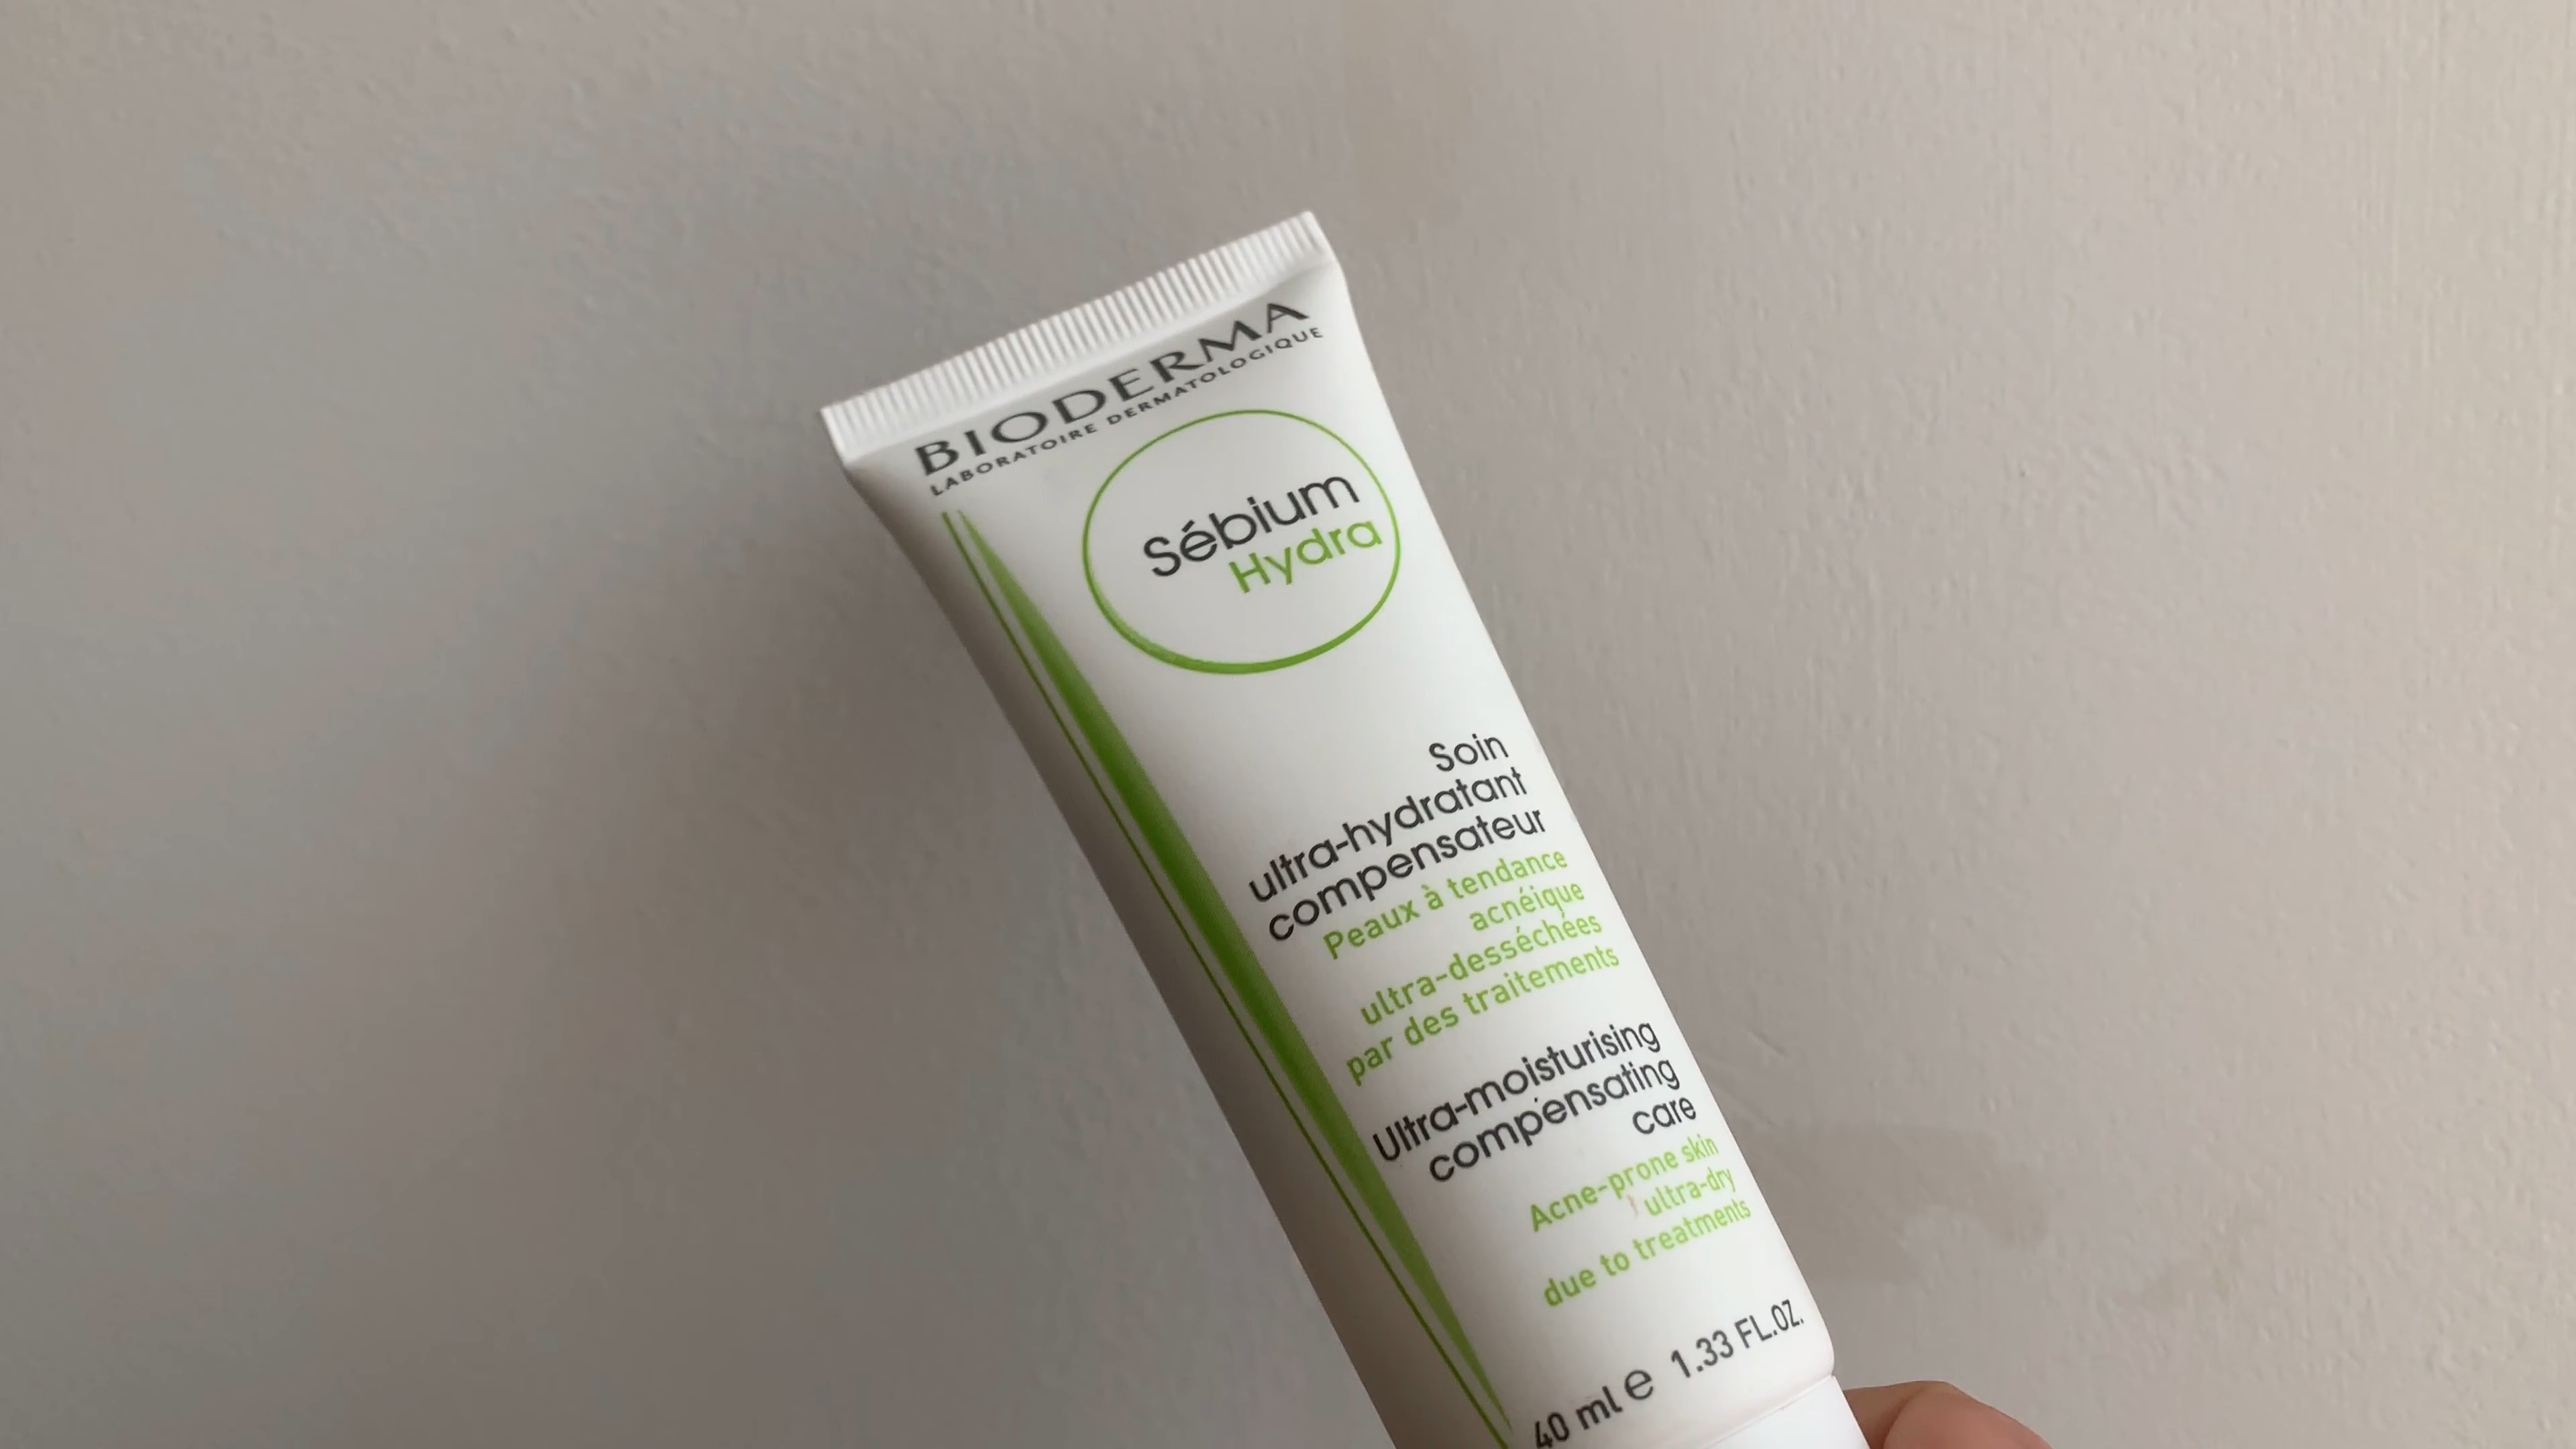 BIODERMA
LABORATOIRE DERMATOLOGIQUE
Sébium
Hydra
Soin
ultra-hydratant
compensateur
Peaux à tendance
acnéique
ultra-desséchées
par des traitements
Ultra-moisturising
compensating
care
Acne-prone skin
ultra-dry
due to treatments
40 ml e 1.33 FL.OZ.